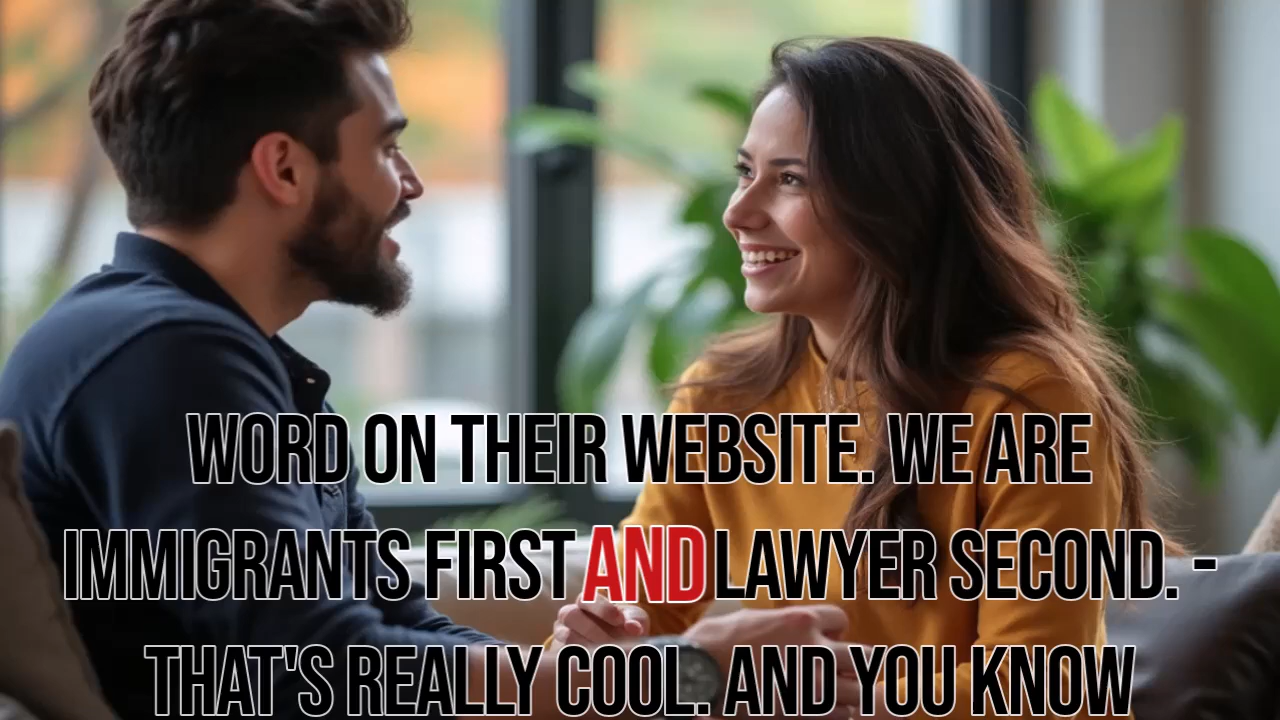 WORD ON THEIR WEBSITE. WE ARE
IMMIGRANTS FIRST AND LAWYER SECOND. -
THAT'S REALLY COOL. AND YOU KNOW